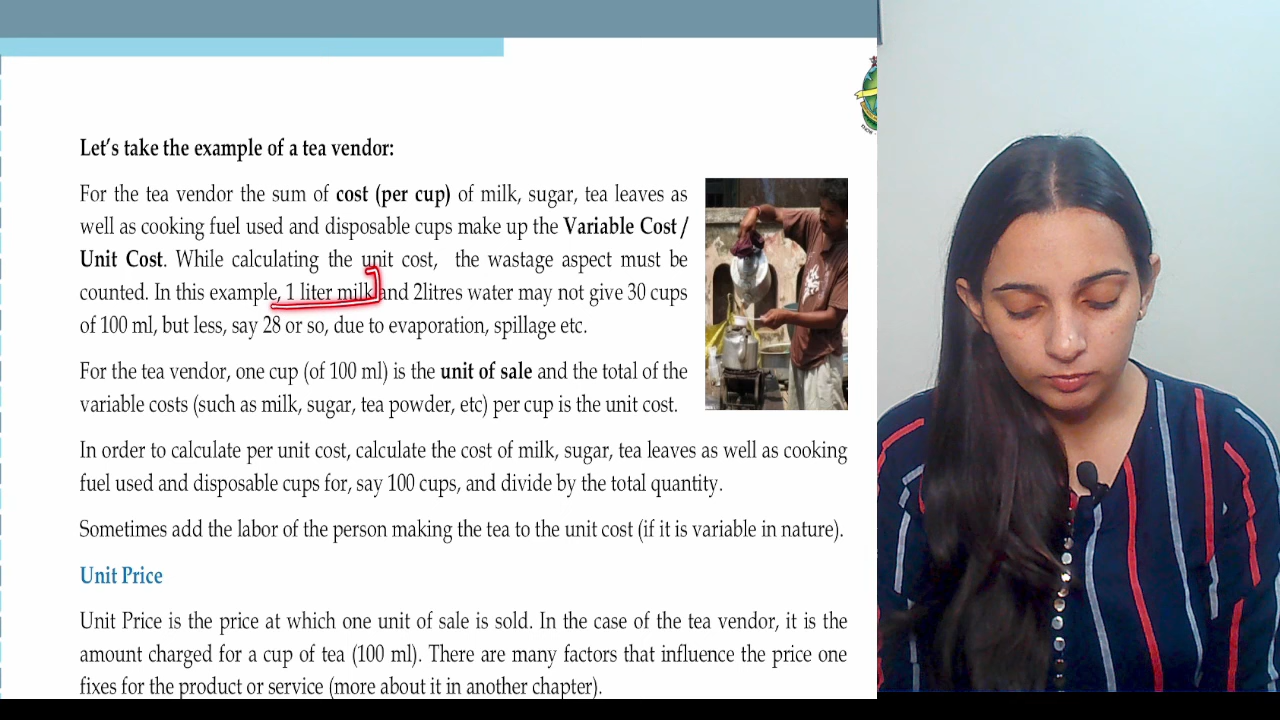 Let's take the example of a tea vendor:
For the tea vendor the sum of cost (per cup) of milk, sugar, tea leaves as
well as cooking fuel used and disposable cups make up the Variable Cost /
Unit Cost. While calculating the unit cost, the wastage aspect must be
counted. In this example, 1 liter milk and 2litres water may not give 30 cups
of 100 ml, but less, say 28 or so, due to evaporation, spillage etc.
For the tea vendor, one cup (of 100 ml) is the unit of sale and the total of the
variable costs (such as milk, sugar, tea powder, etc) per cup is the unit cost.
In order to calculate per unit cost, calculate the cost of milk, sugar, tea leaves as well as cooking
fuel used and disposable cups for, say 100 cups, and divide by the total quantity.
Sometimes add the labor of the person making the tea to the unit cost (if it is variable in nature).
Unit Price
Unit Price is the price at which one unit of sale is sold. In the case of the tea vendor, it is the
amount charged for a cup of tea (100 ml). There are many factors that influence the price one
fixes for the product or service (more about it in another chapter).